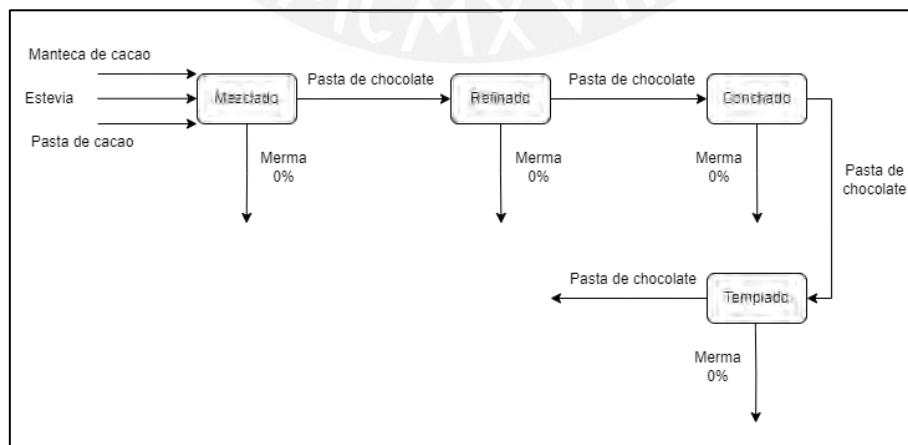 Manteca de cacao
Estevia
Pasta de cacao
Mezclado
Pasta de chocolate
Refinado
Pasta de chocolate
Conchado
Merma
0%
Merma
0%
Merma
0%
Pasta de
chocolate
Pasta de chocolate
Templado
Merma
0%